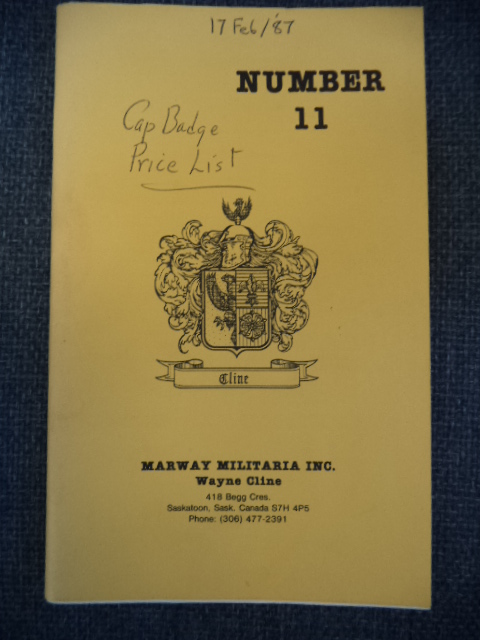 17 Feb/'87
NUMBER
11
Cap Badge
Price List
Cline
MARWAY MILITARIA INC.
Wayne Cline
418 Begg Cres.
Saskatoon, Sask. Canada S7H 4P5
Phone: (306) 477-2391